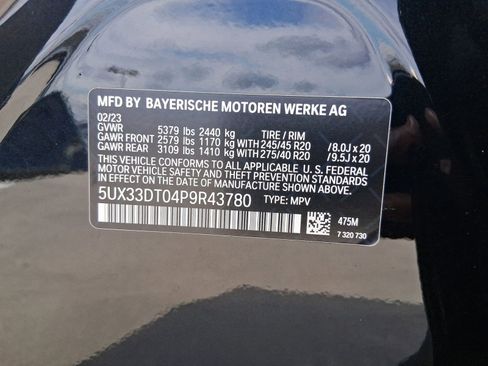 MFD BY BAYERISCHE MOTOREN WERKE AG
02/23
GVWR 5379 lbs 2440 kg TIRE / RIM
GAWR FRONT 2579 lbs 1170 kg WITH 245/45 R20 /8.0J x 20
GAWR REAR 3109 lbs 1410 kg WITH 275/40 R20 /9.5J x 20
THIS VEHICLE CONFORMS TO ALL APPLICABLE U.S. FEDERAL
MOTOR VEHICLE SAFETY STANDARDS IN EFFECT ON THE
DATE OF MANUFACTURE SHOWN ABOVE.
5UX33DT04P9R43780 TYPE: MPV
475M
7 320 730